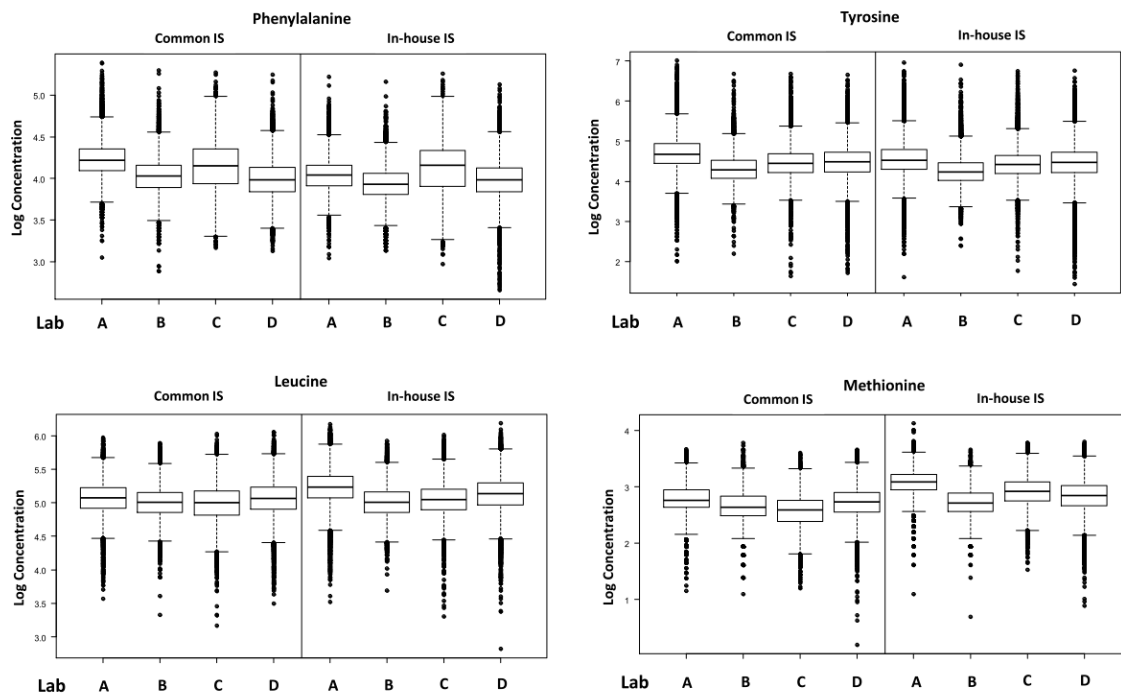 Phenylalanine
Common IS In-house IS
Log Concentration
5.0
4.5
4.0
3.5
3.0
Lab A B C D A B C D
Tyrosine
Common IS In-house IS
Log Concentration
7
6
5
4
3
2
Lab A B C D A B C D
Leucine
Common IS In-house IS
Log Concentration
6.0
5.5
5.0
4.5
4.0
3.5
3.0
Lab A B C D A B C D
Methionine
Common IS In-house IS
Log Concentration
4
3
2
1
Lab A B C D A B C D